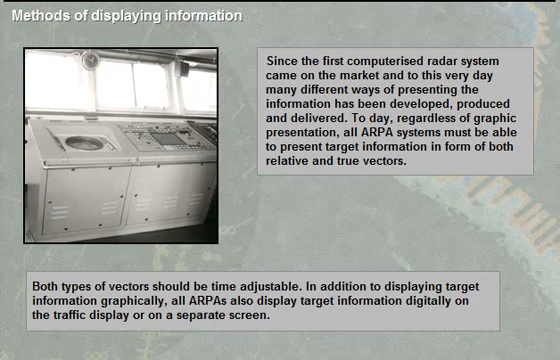 Methods of displaying information
Since the first computerised radar system
came on the market and to this very day
many different ways of presenting the
information has been developed, produced
and delivered. To day, regardless of graphic
presentation, all ARPA systems must be able
to present target information in form of both
relative and true vectors.
Both types of vectors should be time adjustable. In addition to displaying target
information graphically, all ARPAs also display target information digitally on
the traffic display or on a separate screen.